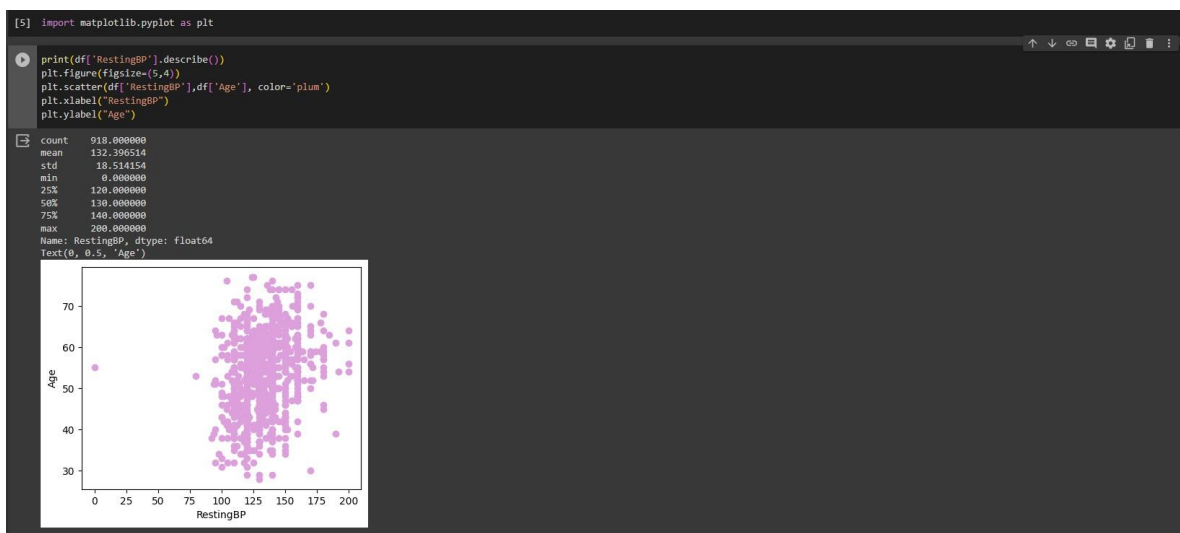 [5] import matplotlib.pyplot as plt
print(df['RestingBP'].describe())
plt.figure(figsize=(5,4))
plt.scatter(df['RestingBP'],df['Age'], color='plum')
plt.xlabel("RestingBP")
plt.ylabel("Age")
count 918.000000
mean 132.396514
std 18.514154
min 0.000000
25% 120.000000
50% 130.000000
75% 140.000000
max 200.000000
Name: RestingBP, dtype: float64
Text(0, 0.5, 'Age')
70
60
50
40
30
Age
0 25 50 75 100 125 150 175 200
RestingBP